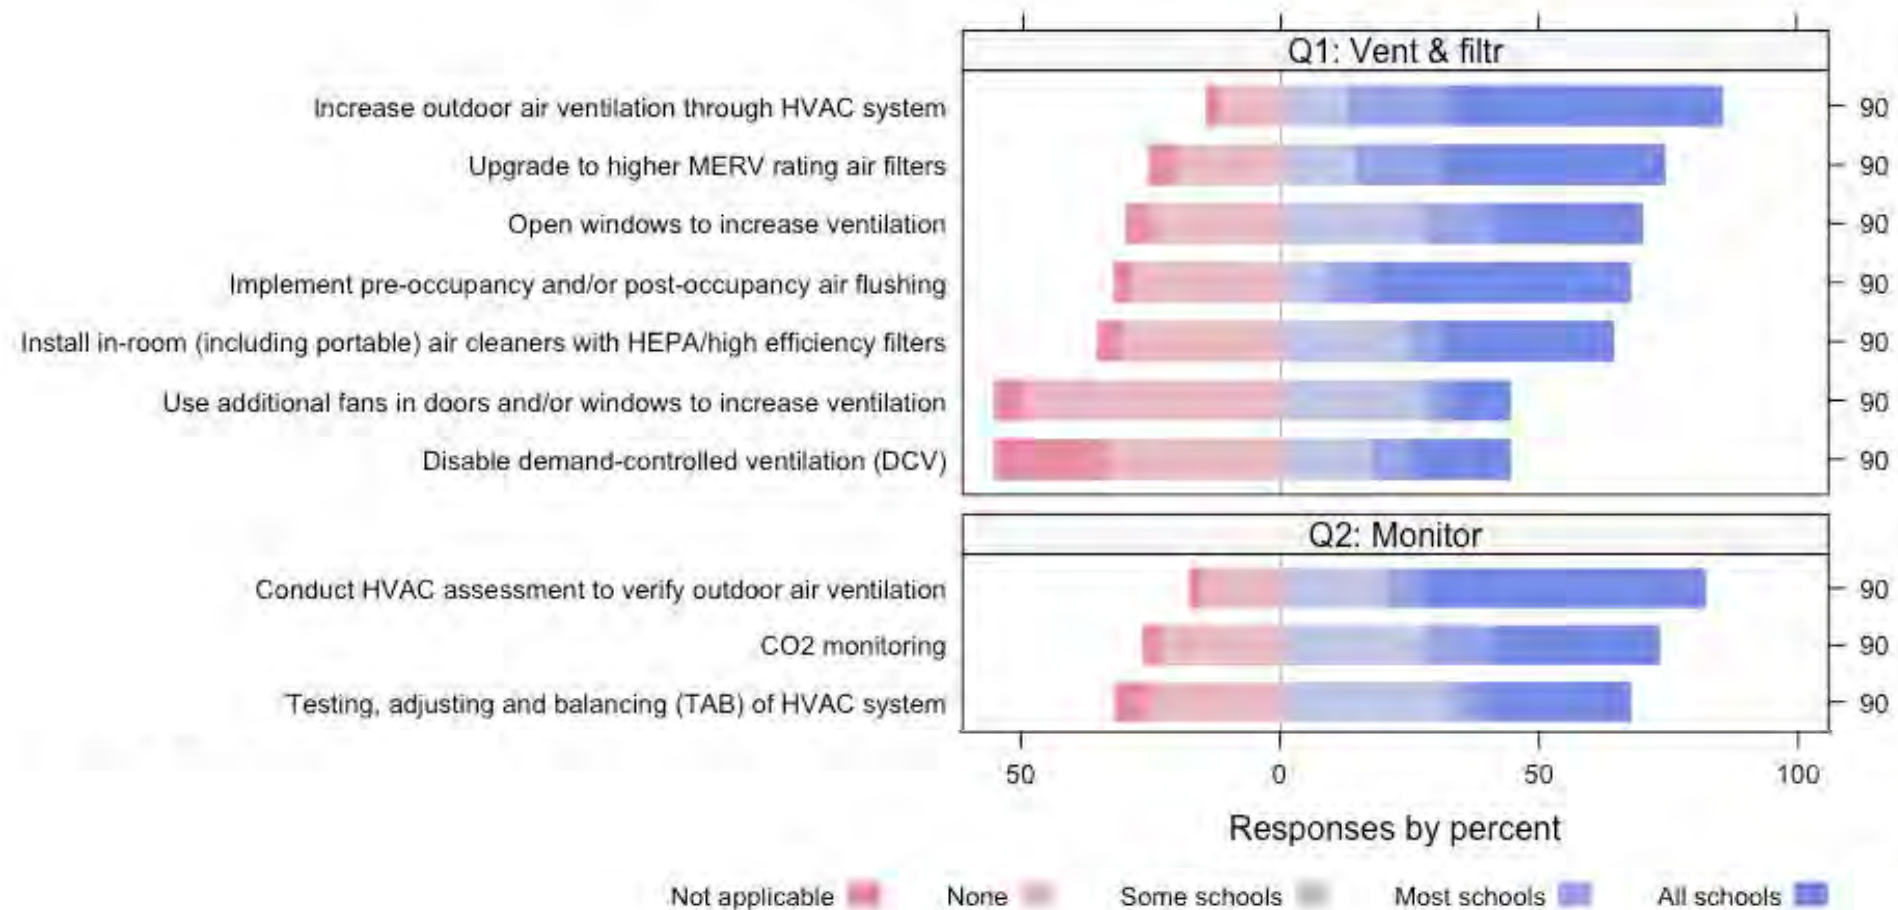 Q1: Vent & filtr
Increase outdoor air ventilation through HVAC system 90
Upgrade to higher MERV rating air filters 90
Open windows to increase ventilation 90
Implement pre-occupancy and/or post-occupancy air flushing 90
Install in-room (including portable) air cleaners with HEPA/high efficiency filters 90
Use additional fans in doors and/or windows to increase ventilation 90
Disable demand-controlled ventilation (DCV) 90
Q2: Monitor
Conduct HVAC assessment to verify outdoor air ventilation 90
CO2 monitoring 90
Testing, adjusting and balancing (TAB) of HVAC system 90
50 0 50 100
Responses by percent
Not applicable None Some schools Most schools All schools